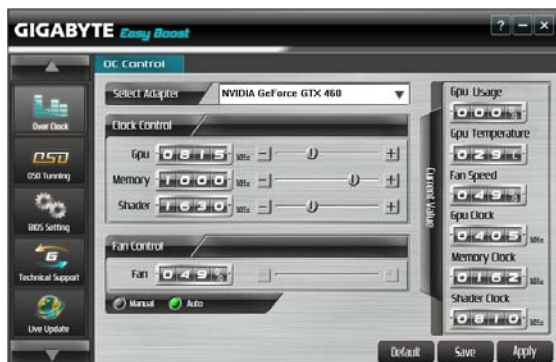 GIGABYTE Easy Boost
? – ×
OC Control
Select Adapter NVIDIA GeForce GTX 460
Clock Control
Gpu 0815 MHz
Memory 1000 MHz
Shader 1630 MHz
Fan Control
Fan 049%
Manual Auto
Over Clock
OSD
OSD Tunning
BIOS Setting
Technical Support
Live Update
Current Value
Gpu Usage
000%
Gpu Temperature
029C
Fan Speed
049%
Gpu Clock
0405 MHz
Memory Clock
0162 MHz
Shader Clock
0810 MHz
Default Save Apply